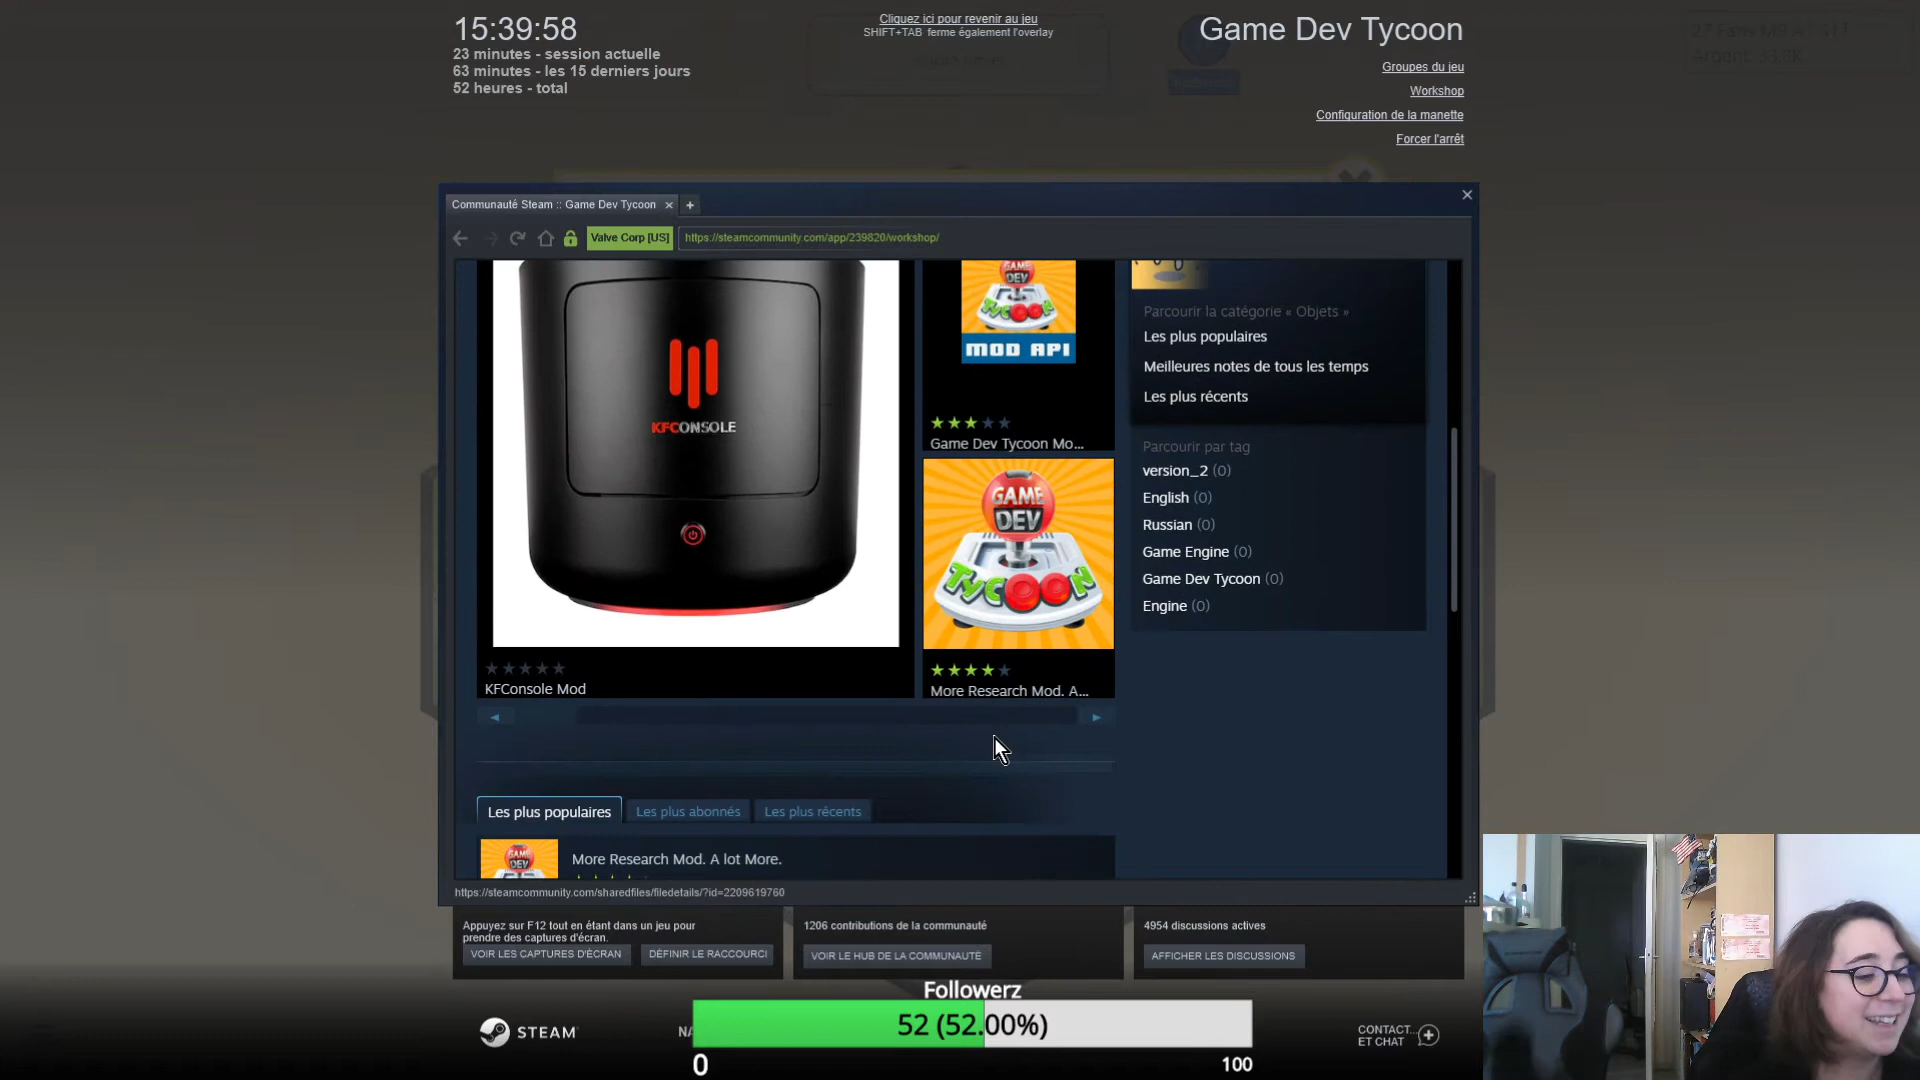 15:39:58
23 minutes - session actuelle
63 minutes - les 15 derniers jours
52 heures - total
Cliquez ici pour revenir au jeu
SHIFT+TAB ferme également l'overlay
Game Dev Tycoon
Groupes du jeu
Workshop
Configuration de la manette
Forcer l'arrêt
27 Fans
Communauté Steam :: Game Dev Tycoon
Valve Corp [US]
https://steamcommunity.com/app/239820/workshop/
KFCONSOLE
KFConsole Mod
GAME DEV TYCOON
MOD API
Game Dev Tycoon Mo...
GAME
DEV
TYCOON
More Research Mod. A...
Parcourir la catégorie « Objets »
Les plus populaires
Meilleures notes de tous les temps
Les plus récents
Parcourir par tag
version_2 (0)
English (0)
Russian (0)
Game Engine (0)
Game Dev Tycoon (0)
Engine (0)
Les plus populaires
Les plus abonnés
Les plus récents
GAME
DEV
More Research Mod. A lot More.
https://steamcommunity.com/sharedfiles/filedetails/?id=2209619760
Appuyez sur F12 tout en étant dans un jeu pour
prendre des captures d'écran.
VOIR LES CAPTURES D'ÉCRAN
DÉFINIR LE RACCOURCI
1206 contributions de la communauté
VOIR LE HUB DE LA COMMUNAUTÉ
4954 discussions actives
AFFICHER LES DISCUSSIONS
Followerz
STEAM
NA
52 (52.00%)
0
100
CONTACT...
ET CHAT